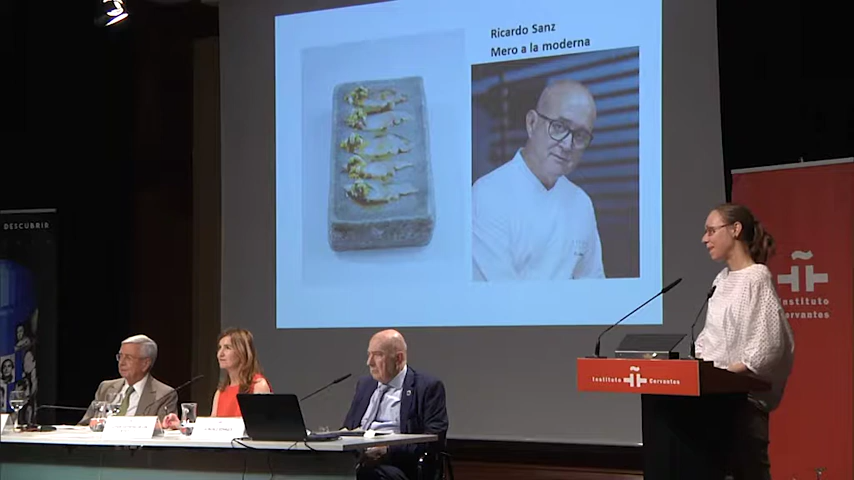 Ricardo Sanz
Mero a la moderna
DESCUBRIR
Instituto
Cervantes
Instituto Cervantes